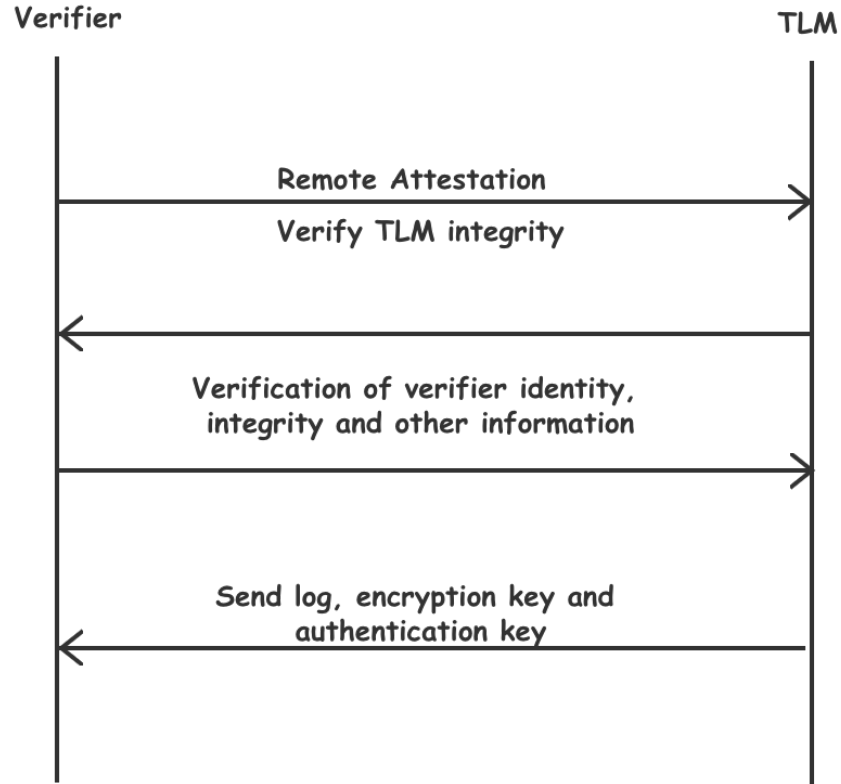 Verifier
TLM
Remote Attestation
Verify TLM integrity
Verification of verifier identity,
integrity and other information
Send log, encryption key and
authentication key